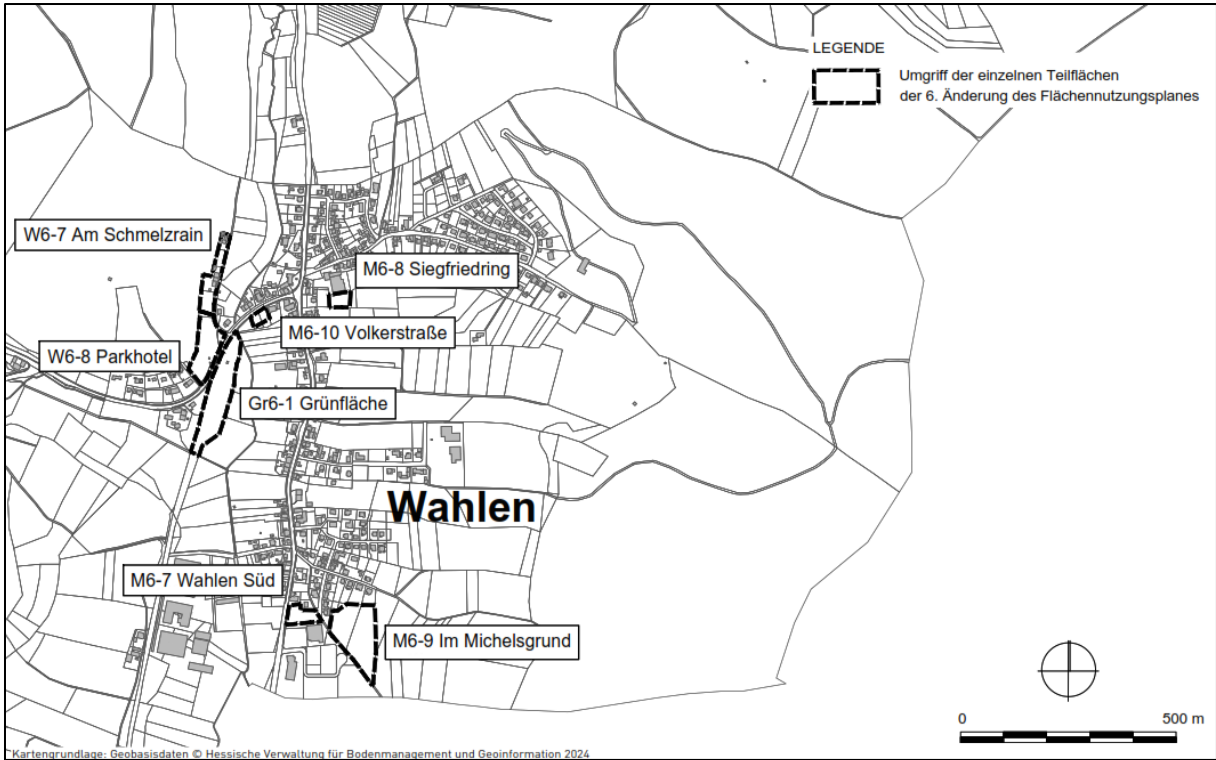 LEGENDE
Umgriff der einzelnen Teilflächen
der 6. Änderung des Flächennutzungsplanes
W6-7 Am Schmelzrain
M6-8 Siegfriedring
M6-10 Volkerstraße
W6-8 Parkhotel
Gr6-1 Grünfläche
Wahlen
M6-7 Wahlen Süd
M6-9 Im Michelsgrund
0 500 m
Kartengrundlage: Geobasisdaten © Hessische Verwaltung für Bodenmanagement und Geoinformation 2024